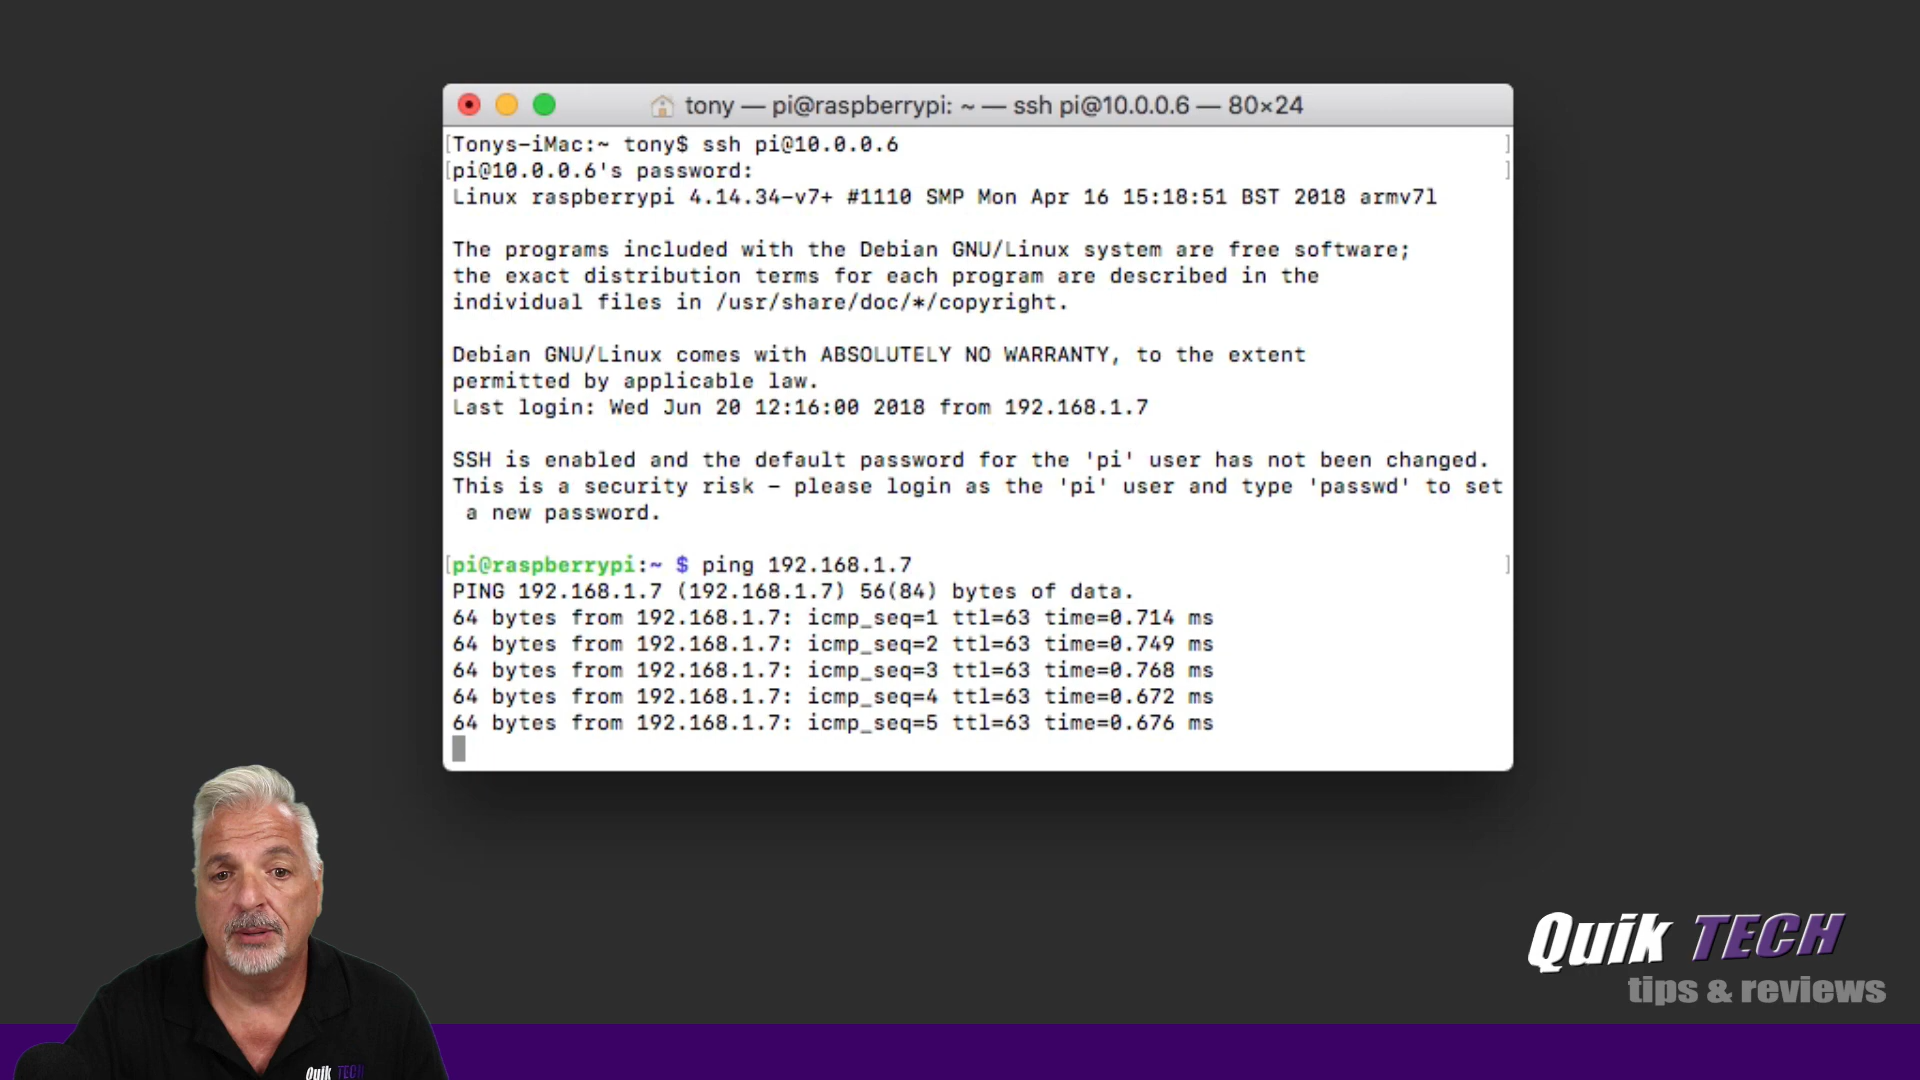 tony — pi@raspberrypi: ~ — ssh pi@10.0.0.6 — 80×24
[Tonys-iMac:~ tony$ ssh pi@10.0.0.6 ]
[pi@10.0.0.6's password: ]
Linux raspberrypi 4.14.34-v7+ #1110 SMP Mon Apr 16 15:18:51 BST 2018 armv7l
The programs included with the Debian GNU/Linux system are free software;
the exact distribution terms for each program are described in the
individual files in /usr/share/doc/*/copyright.
Debian GNU/Linux comes with ABSOLUTELY NO WARRANTY, to the extent
permitted by applicable law.
Last login: Wed Jun 20 12:16:00 2018 from 192.168.1.7
SSH is enabled and the default password for the 'pi' user has not been changed.
This is a security risk - please login as the 'pi' user and type 'passwd' to set
a new password.
[pi@raspberrypi:~ $ ping 192.168.1.7 ]
PING 192.168.1.7 (192.168.1.7) 56(84) bytes of data.
64 bytes from 192.168.1.7: icmp_seq=1 ttl=63 time=0.714 ms
64 bytes from 192.168.1.7: icmp_seq=2 ttl=63 time=0.749 ms
64 bytes from 192.168.1.7: icmp_seq=3 ttl=63 time=0.768 ms
64 bytes from 192.168.1.7: icmp_seq=4 ttl=63 time=0.672 ms
64 bytes from 192.168.1.7: icmp_seq=5 ttl=63 time=0.676 ms
Quik TECH
tips & reviews
Quik TECH